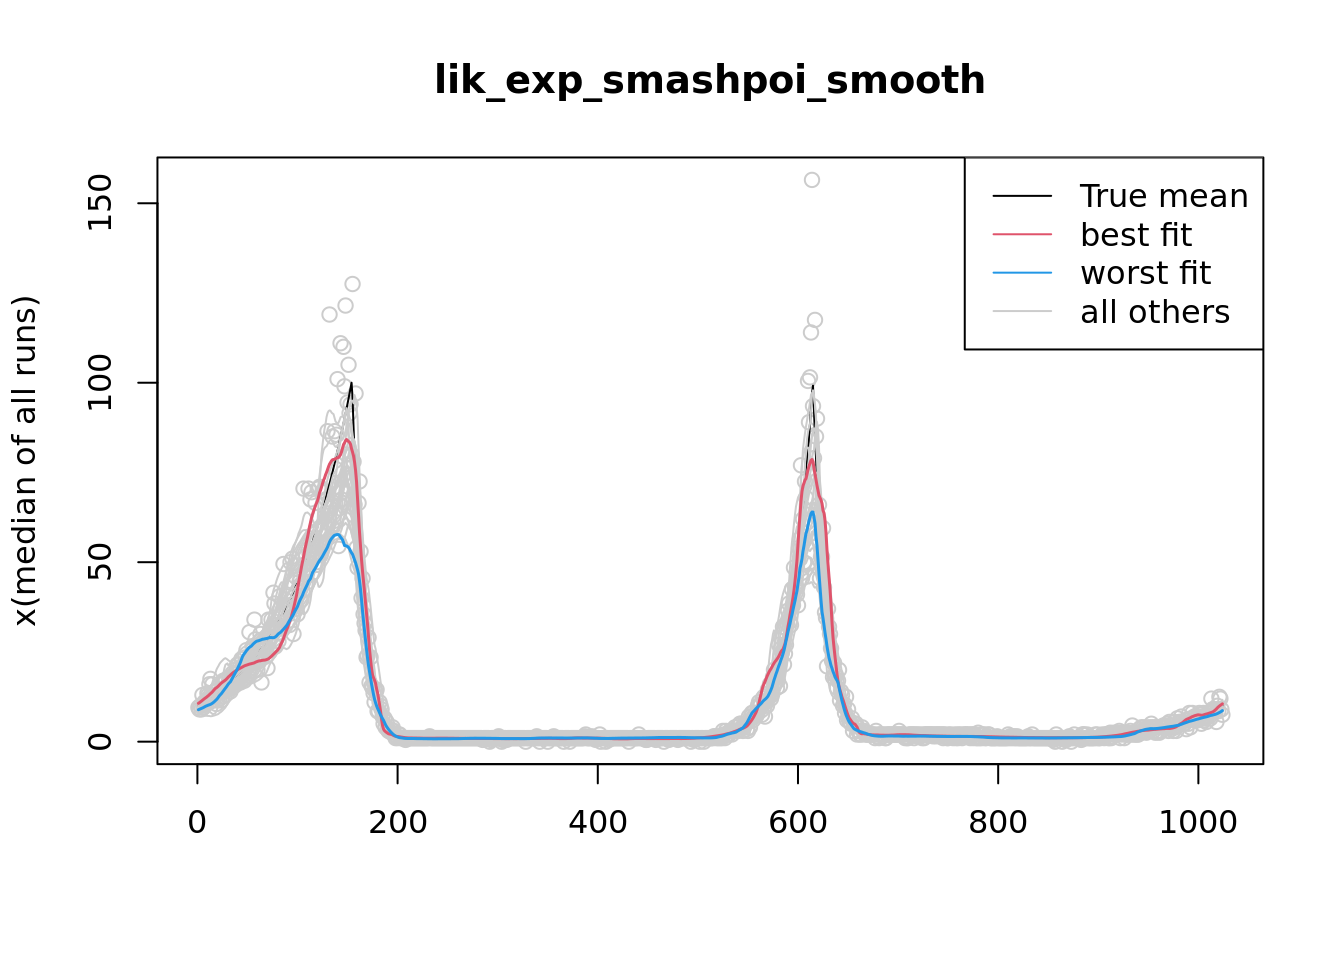 lik_exp_smashpoi_smooth
x(median of all runs)
150
100
50
0
True mean
best fit
worst fit
all others
0 200 400 600 800 1000